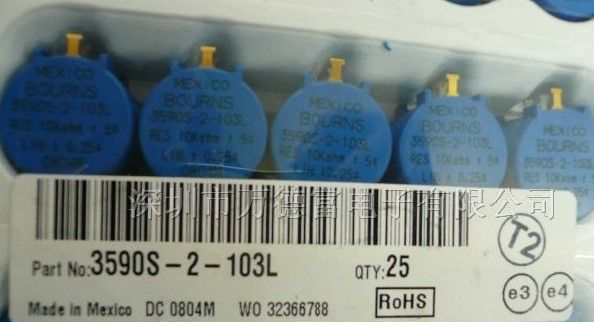 MEXICO
BOURNS
3590S-2-103L
RES 10Kohm ± 5%
LIN ± 0.25%
MEXICO
BOURNS
3590S-2-103L
RES 10Kohm ± 5%
LIN ± 0.25%
MEXICO
BOURNS
3590S-2-103L
RES 10Kohm ± 5%
LIN ± 0.25%
MEXICO
BOURNS
3590S-2-103L
RES 10Kohm ± 5%
LIN ± 0.25%
MEXICO
BOURNS
3590S-2-103L
深圳市万德富电子有限公司
Part No: 3590S-2-103L
QTY: 25
T2
Made in Mexico DC 0804M WO 32366788
RoHS
e3
e4